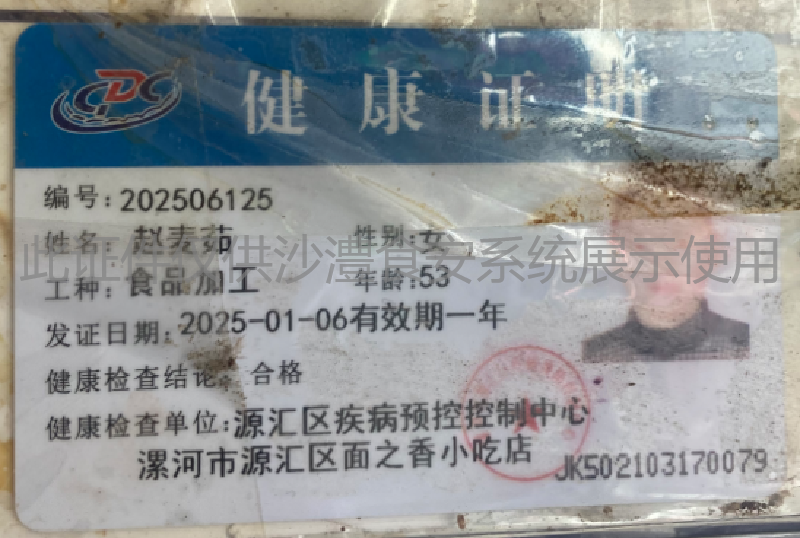 CDC
健康证明
编号:202506125
姓名:赵麦茹 性别:女
此证件仅供沙澧食安系统展示使用
工种:食品加工 年龄:53
发证日期:2025-01-06有效期一年
健康检查结论:合格
健康检查单位:源汇区疾病预控控制中心
漯河市源汇区面之香小吃店
JK502103170079